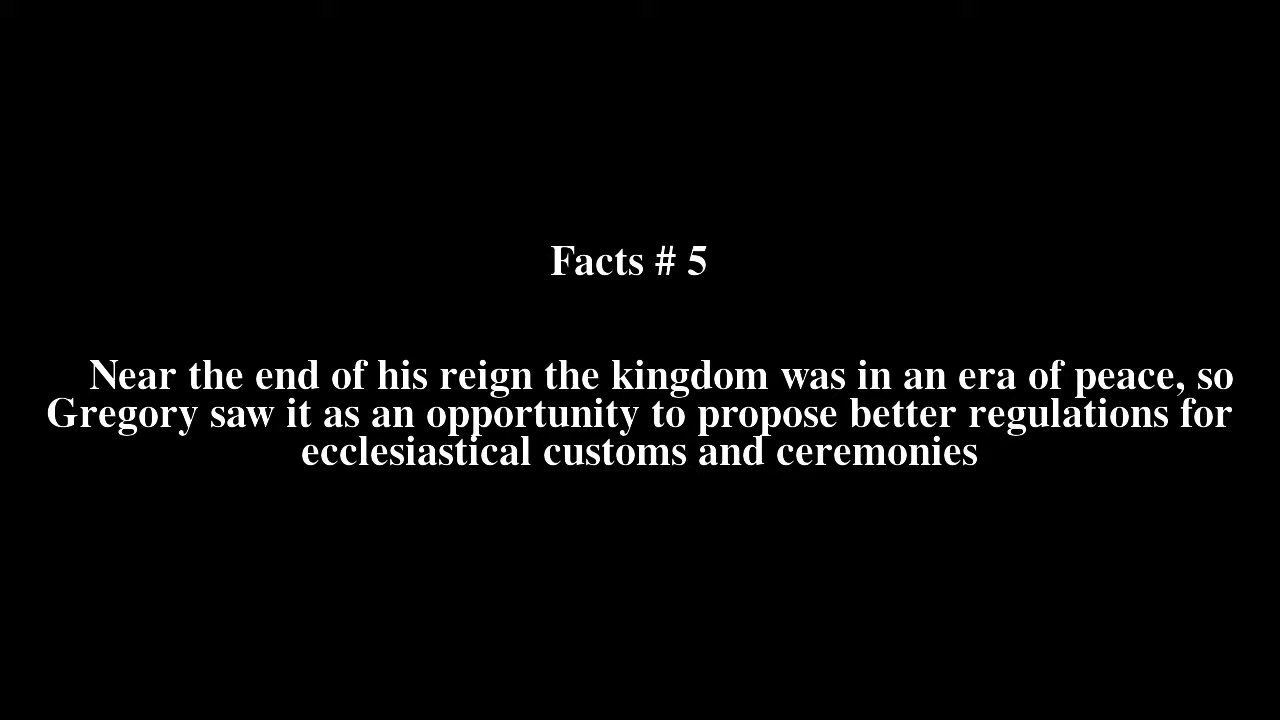 Facts # 5
Near the end of his reign the kingdom was in an era of peace, so
Gregory saw it as an opportunity to propose better regulations for
ecclesiastical customs and ceremonies